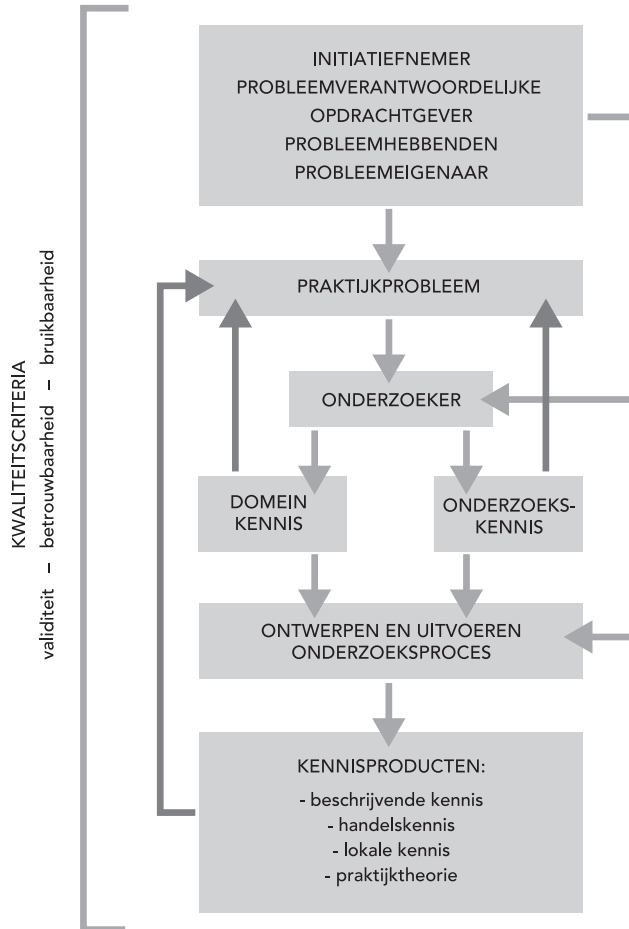 KWALITEITSCRITERIA
validiteit – betrouwbaarheid – bruikbaarheid
INITIATIEFNEMER
PROBLEEMVERANTWOORDELIJKE
OPDRACHTGEVER
PROBLEEMHEBBENDEN
PROBLEEMEIGENAAR
PRAKTIJKPROBLEEM
ONDERZOEKER
DOMEIN
KENNIS
ONDERZOEKS-
KENNIS
ONTWERPEN EN UITVOEREN
ONDERZOEKSPROCES
KENNISPRODUCTEN:
- beschrijvende kennis
- handelskennis
- lokale kennis
- praktijktheorie